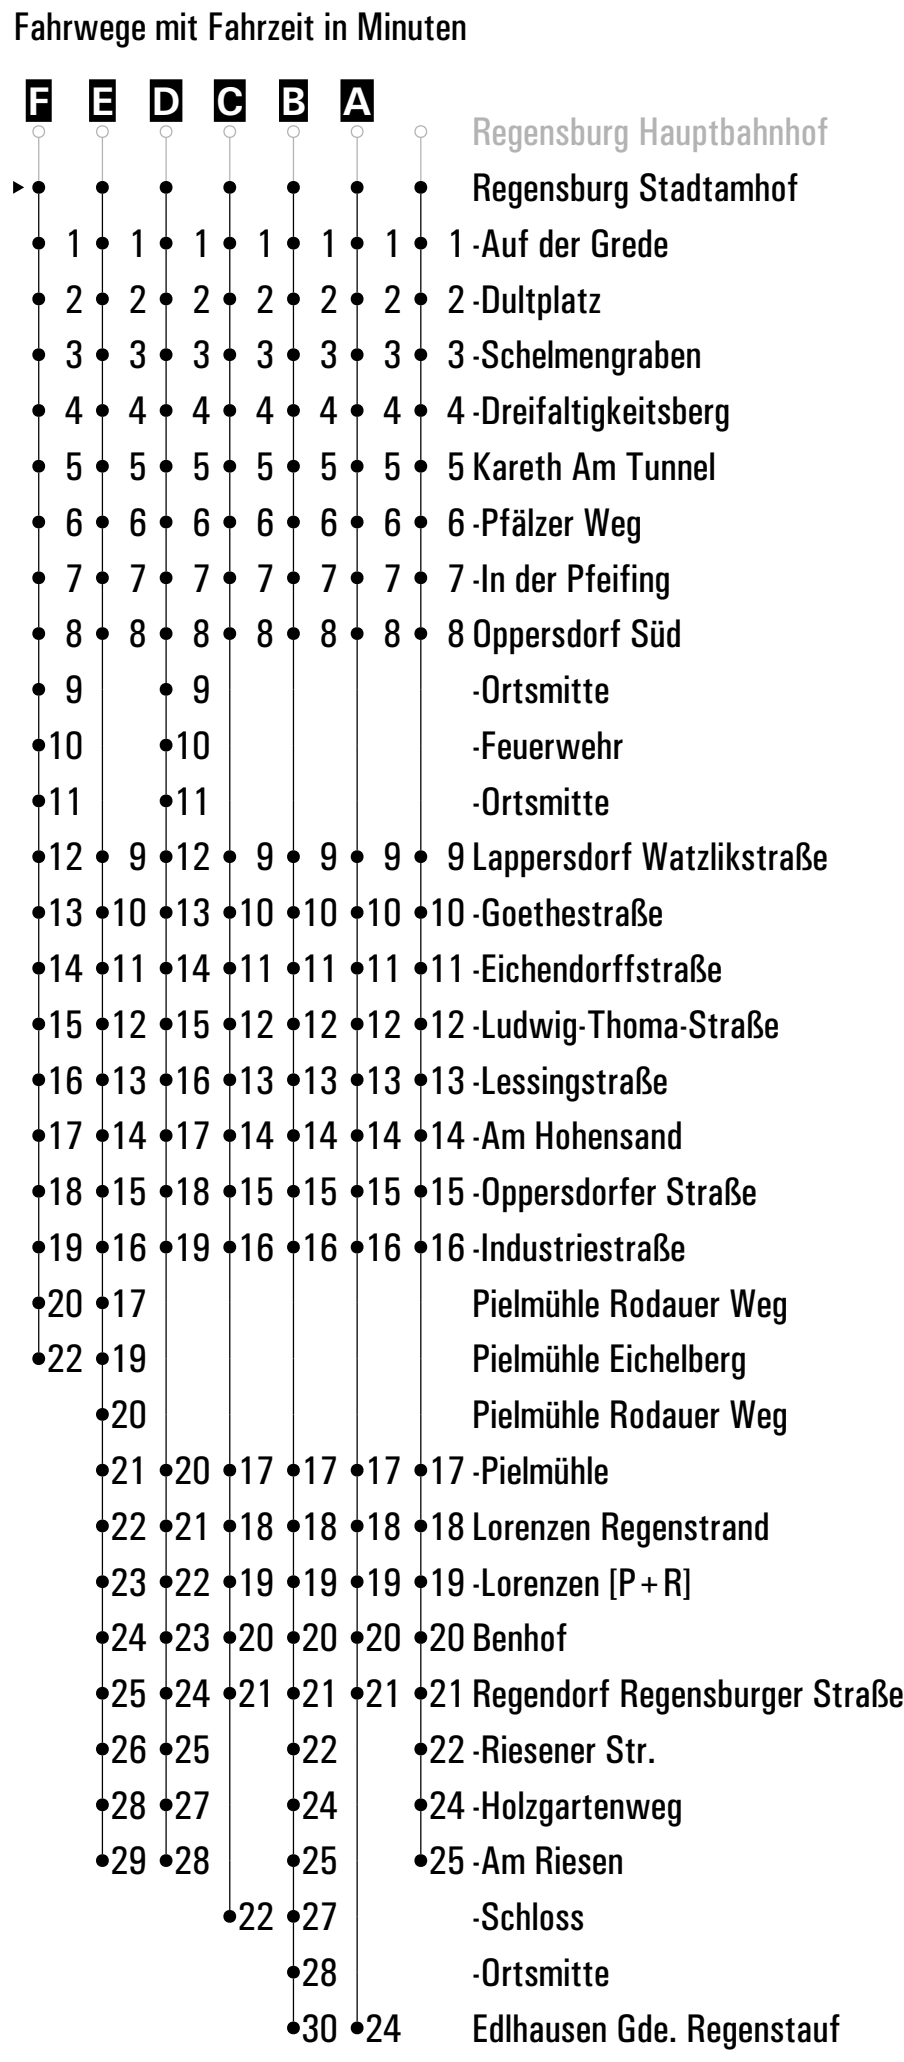 Fahrwege mit Fahrzeit in Minuten
F E D C B A
Regensburg Hauptbahnhof
Regensburg Stadtamhof
1 1 1 1 1 1 1 -Auf der Grede
2 2 2 2 2 2 2 -Dultplatz
3 3 3 3 3 3 3 -Schelmengraben
4 4 4 4 4 4 4 -Dreifaltigkeitsberg
5 5 5 5 5 5 5 Kareth Am Tunnel
6 6 6 6 6 6 6 -Pfälzer Weg
7 7 7 7 7 7 7 -In der Pfeifing
8 8 8 8 8 8 8 Oppersdorf Süd
9 9 -Ortsmitte
10 10 -Feuerwehr
11 11 -Ortsmitte
12 9 12 9 9 9 9 Lappersdorf Watzlikstraße
13 10 13 10 10 10 10 -Goethestraße
14 11 14 11 11 11 11 -Eichendorffstraße
15 12 15 12 12 12 12 -Ludwig-Thoma-Straße
16 13 16 13 13 13 13 -Lessingstraße
17 14 17 14 14 14 14 -Am Hohensand
18 15 18 15 15 15 15 -Oppersdorfer Straße
19 16 19 16 16 16 16 -Industriestraße
20 17 Pielmühle Rodauer Weg
22 19 Pielmühle Eichelberg
20 Pielmühle Rodauer Weg
21 20 17 17 17 17 -Pielmühle
22 21 18 18 18 18 Lorenzen Regenstrand
23 22 19 19 19 19 -Lorenzen [P+R]
24 23 20 20 20 20 Benhof
25 24 21 21 21 21 Regendorf Regensburger Straße
26 25 22 22 -Riesener Str.
28 27 24 24 -Holzgartenweg
29 28 25 25 -Am Riesen
22 27 -Schloss
28 -Ortsmitte
30 24 Edlhausen Gde. Regenstauf